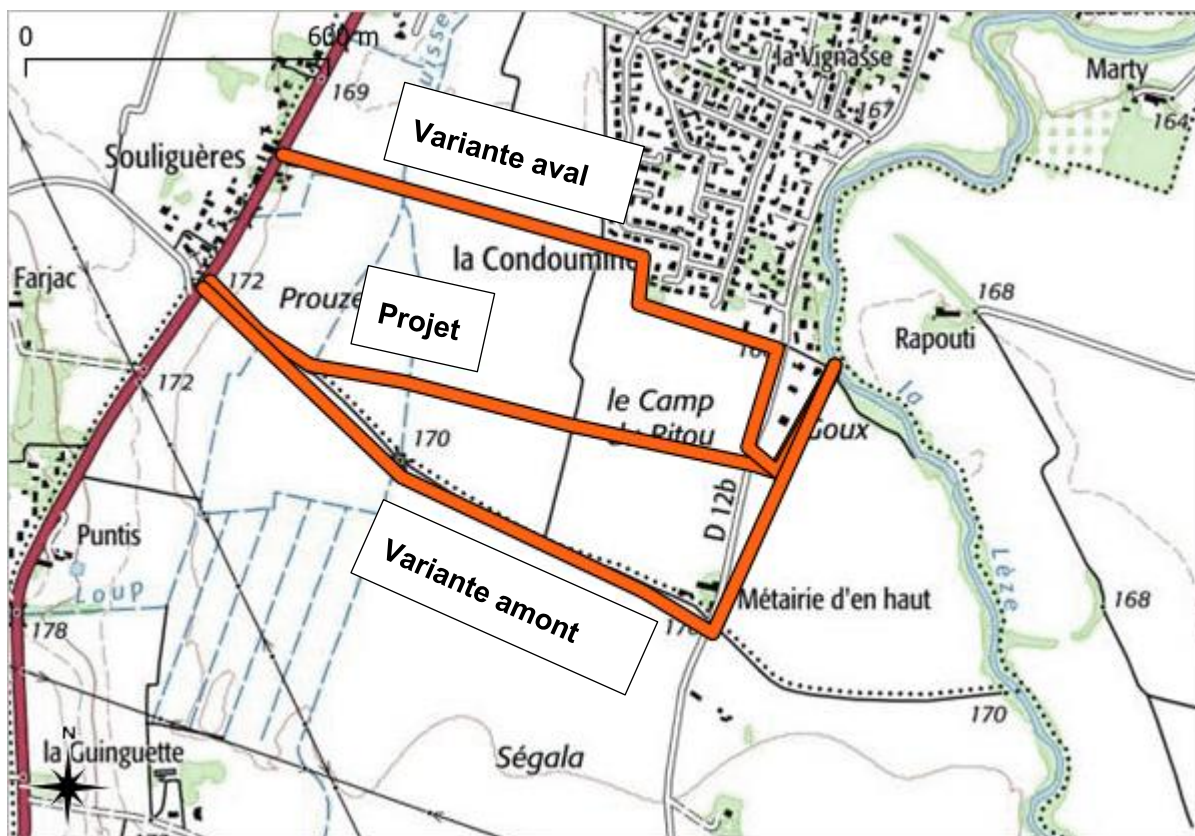 0
600 m
la Vignasse
Marty
169
167
164
Variante aval
Souliguères
la Condoumine
172
168
Farjac
Projet
Rapouti
172
le Camp
du Pitou
la
170
Goux
D 12b
Puntis
Lèze
Loup
Variante amont
Métairie d'en haut
168
178
170
N
la Guinguette
Ségala